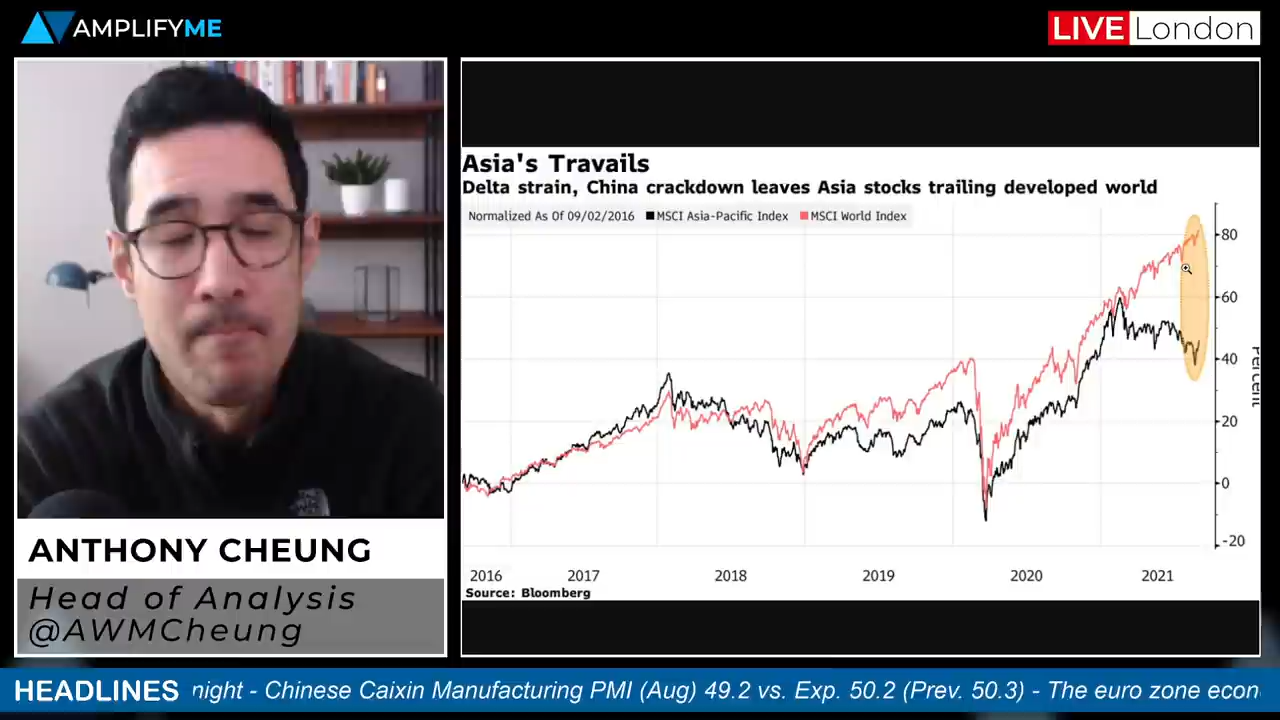 AMPLIFYME
LIVE London
Asia's Travails
Delta strain, China crackdown leaves Asia stocks trailing developed world
Normalized As Of 09/02/2016 MSCI Asia-Pacific Index MSCI World Index
80
60
40
20
0
-20
Percent
2016 2017 2018 2019 2020 2021
Source: Bloomberg
ANTHONY CHEUNG
Head of Analysis
@AWMCheung
HEADLINES night - Chinese Caixin Manufacturing PMI (Aug) 49.2 vs. Exp. 50.2 (Prev. 50.3) - The euro zone econ